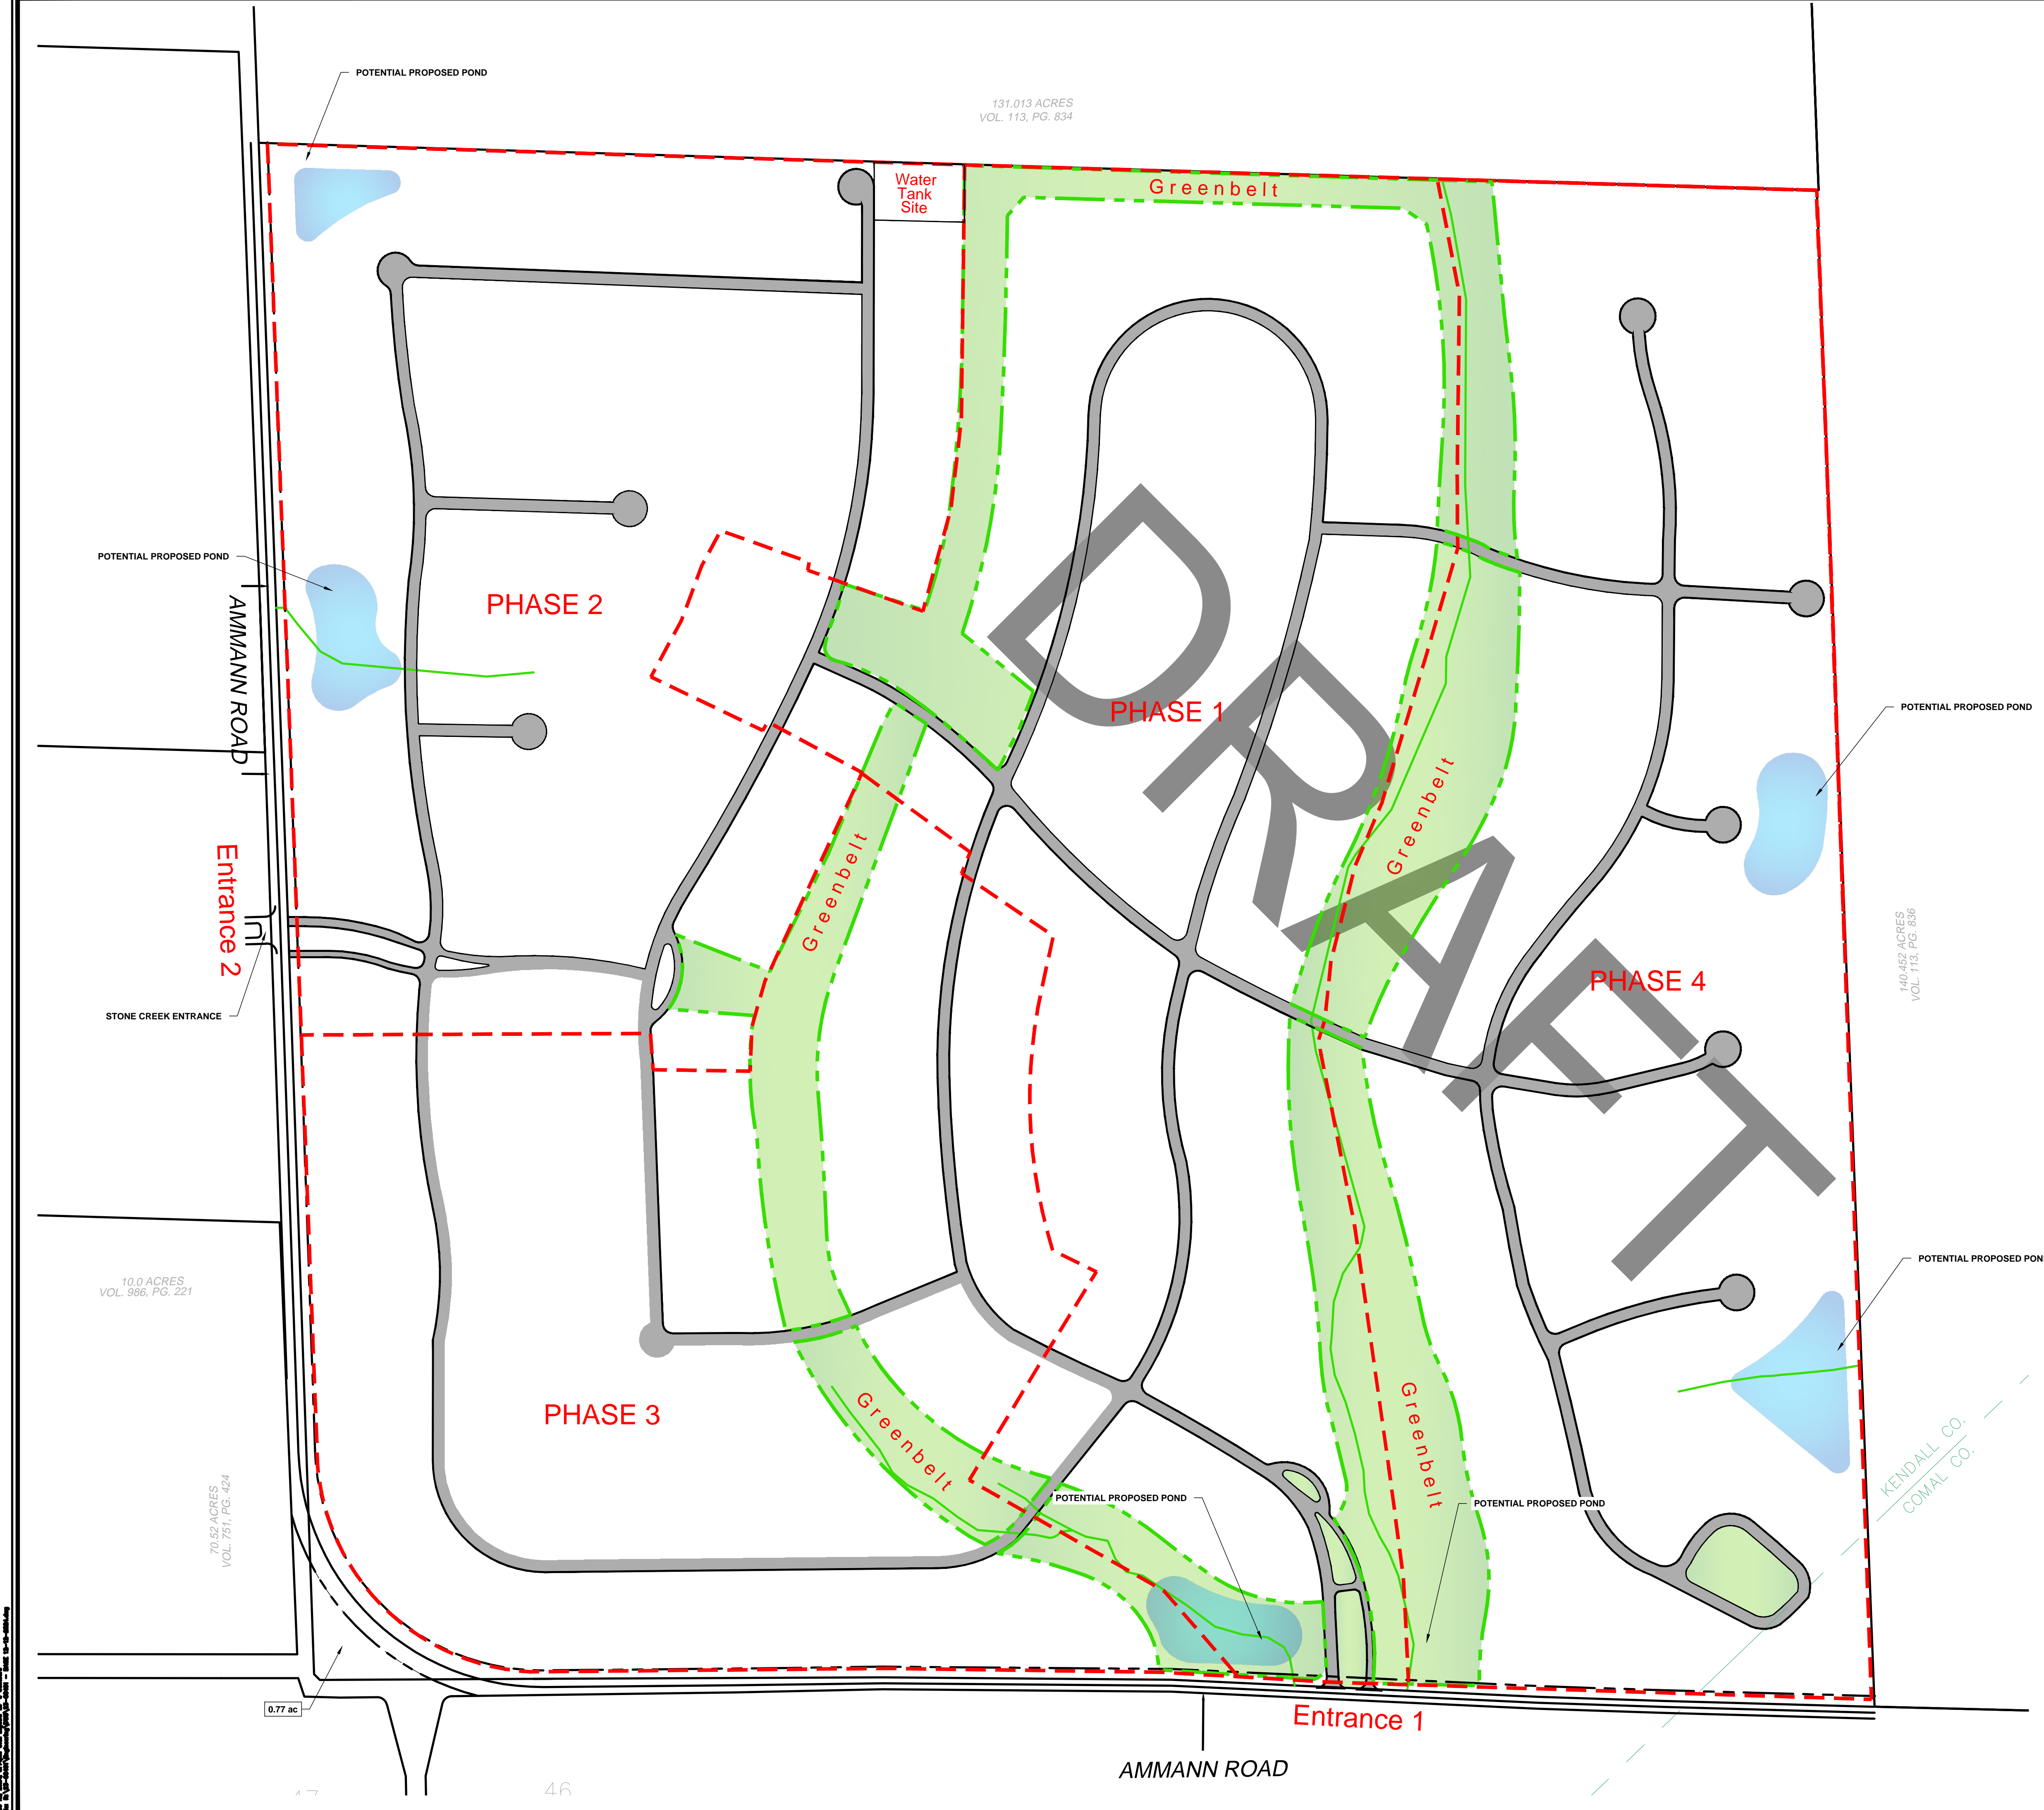 POTENTIAL PROPOSED POND
131.013 ACRES
VOL. 113, PG. 834
Water
Tank
Site
Greenbelt
POTENTIAL PROPOSED POND
AMMANN ROAD
PHASE 2
PHASE 1
DRAFT
POTENTIAL PROPOSED POND
Greenbelt
Greenbelt
Entrance 2
STONE CREEK ENTRANCE
PHASE 4
140.452 ACRES
VOL. 113, PG. 836
10.0 ACRES
VOL. 986, PG. 221
POTENTIAL PROPOSED PON
PHASE 3
Greenbelt
Greenbelt
KENDALL CO.
COMAL CO.
70.52 ACRES
VOL. 751, PG. 424
POTENTIAL PROPOSED POND
POTENTIAL PROPOSED POND
0.77 ac
Entrance 1
AMMANN ROAD
46